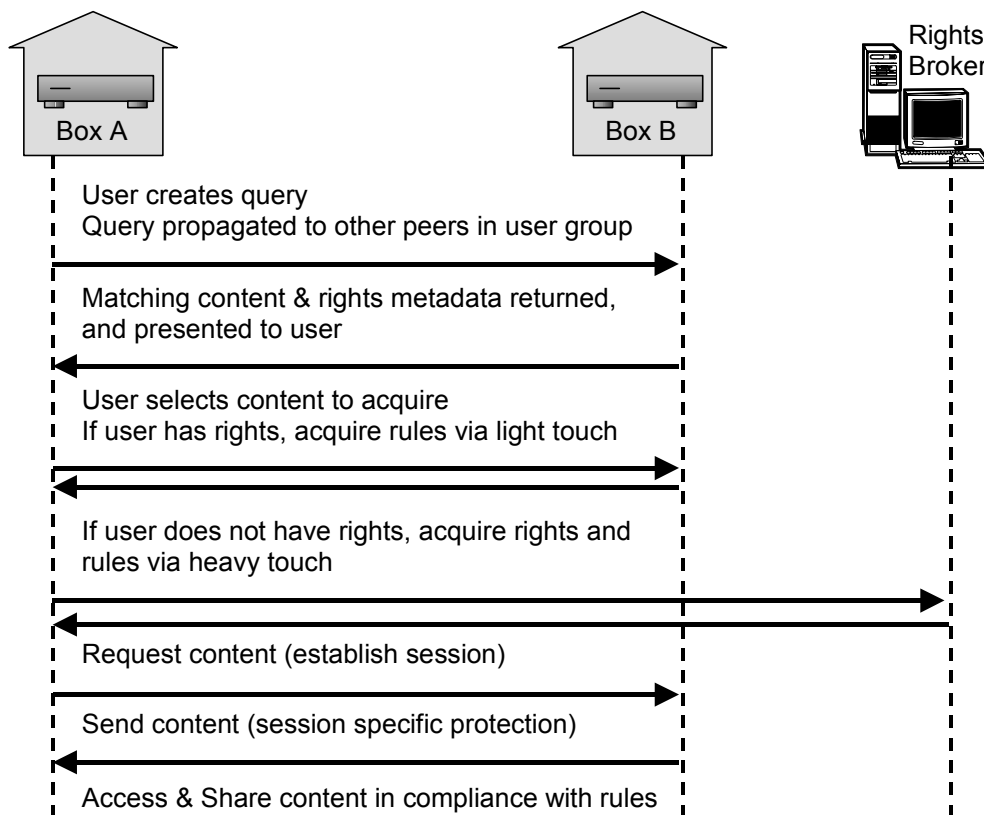 Rights
Broker
Box A
Box B
User creates query
Query propagated to other peers in user group
Matching content & rights metadata returned,
and presented to user
User selects content to acquire
If user has rights, acquire rules via light touch
If user does not have rights, acquire rights and
rules via heavy touch
Request content (establish session)
Send content (session specific protection)
Access & Share content in compliance with rules